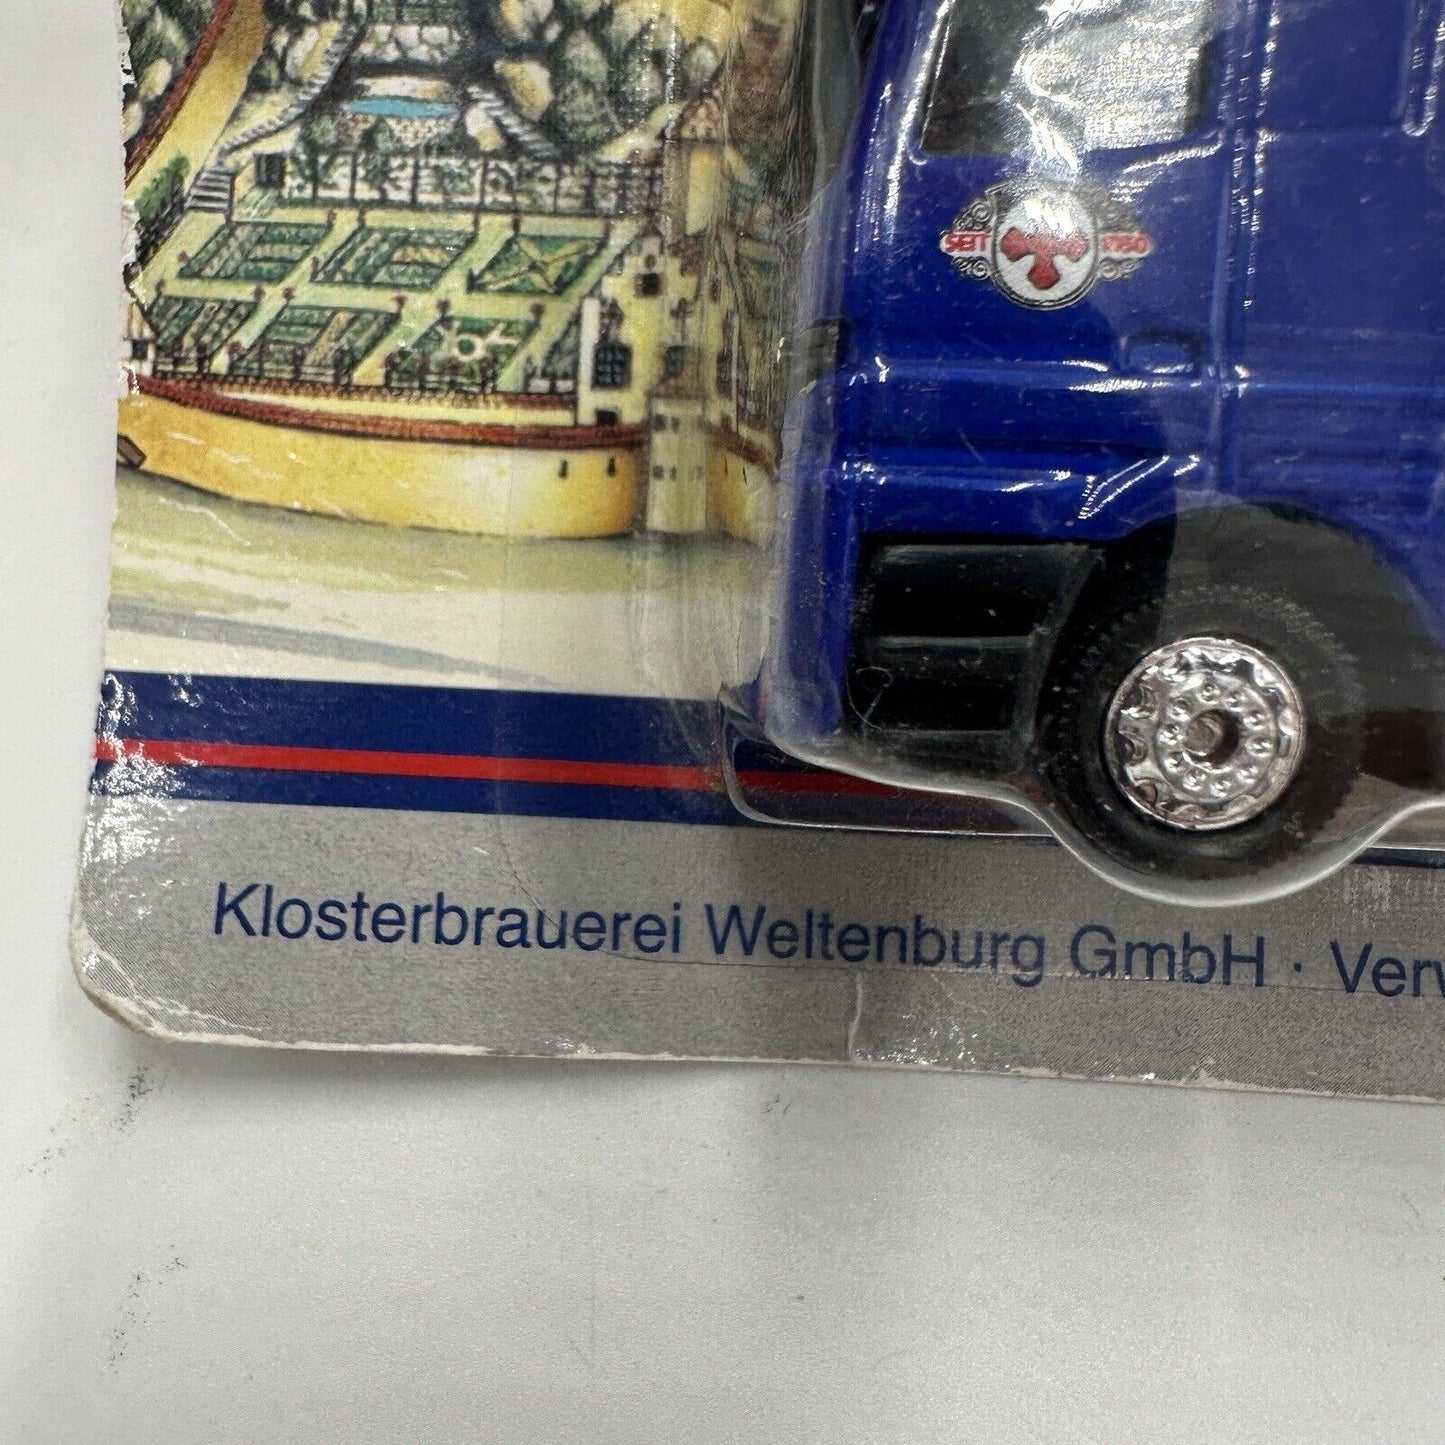 SEIT 1050
Klosterbrauerei Weltenburg GmbH · Verw